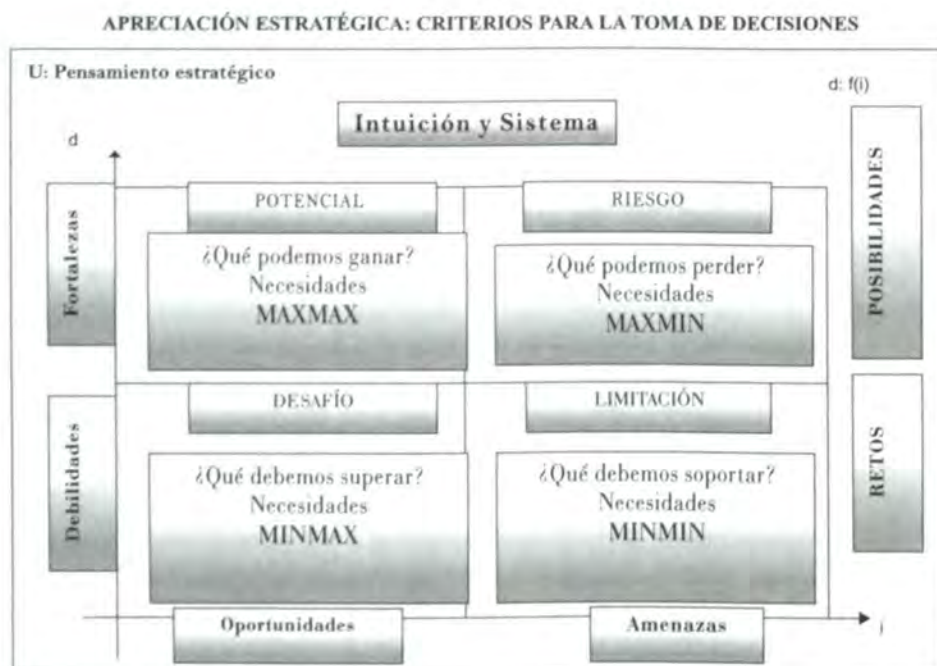 APRECIACIÓN ESTRATÉGICA: CRITERIOS PARA LA TOMA DE DECISIONES
U: Pensamiento estratégico
d: f(i)
Intuición y Sistema
d
Fortalezas
POTENCIAL
¿Qué podemos ganar?
Necesidades
MAXMAX
RIESGO
¿Qué podemos perder?
Necesidades
MAXMIN
POSIBILIDADES
Debilidades
DESAFÍO
¿Qué debemos superar?
Necesidades
MINMAX
LIMITACIÓN
¿Qué debemos soportar?
Necesidades
MINMIN
RETOS
Oportunidades
Amenazas
i